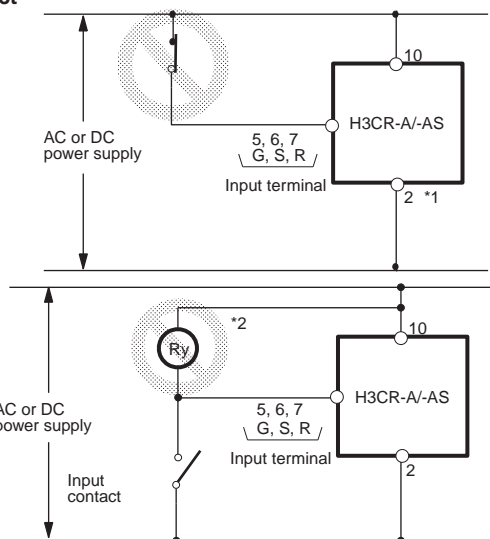 10
H3CR-A/-AS
AC or DC
power supply
5, 6, 7
G, S, R
Input terminal
2 *1
*2
10
Ry
H3CR-A/-AS
AC or DC
power supply
5, 6, 7
G, S, R
Input terminal
2
Input
contact